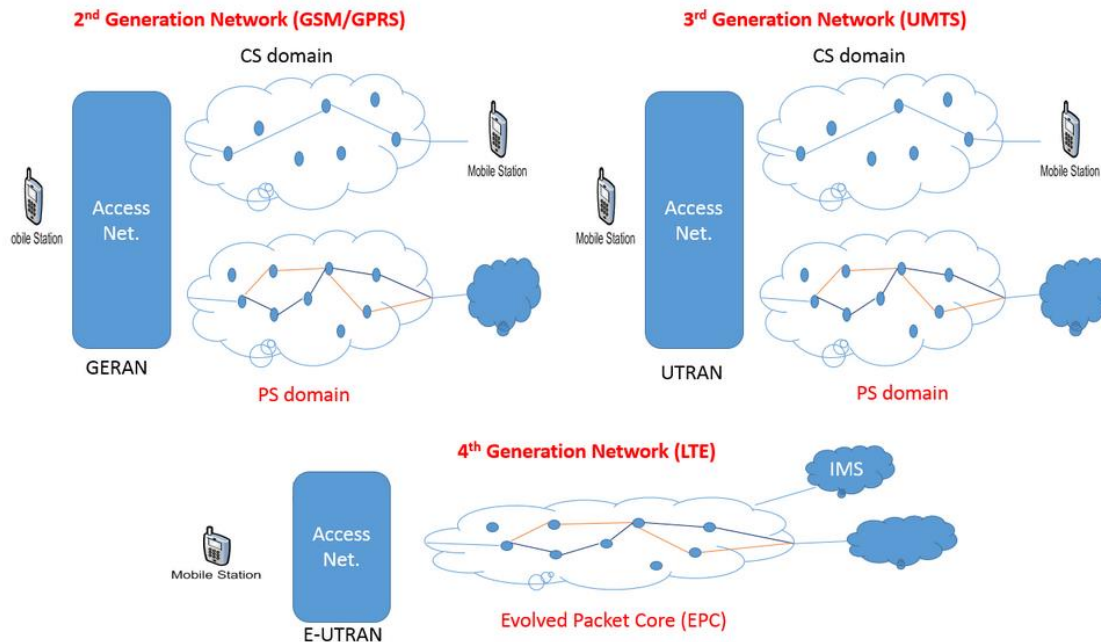 2nd Generation Network (GSM/GPRS)
CS domain
Access
Net.
obile Station
Mobile Station
GERAN
PS domain
3rd Generation Network (UMTS)
CS domain
Access
Net.
Mobile Station
Mobile Station
UTRAN
PS domain
4th Generation Network (LTE)
IMS
Access
Net.
Mobile Station
Evolved Packet Core (EPC)
E-UTRAN